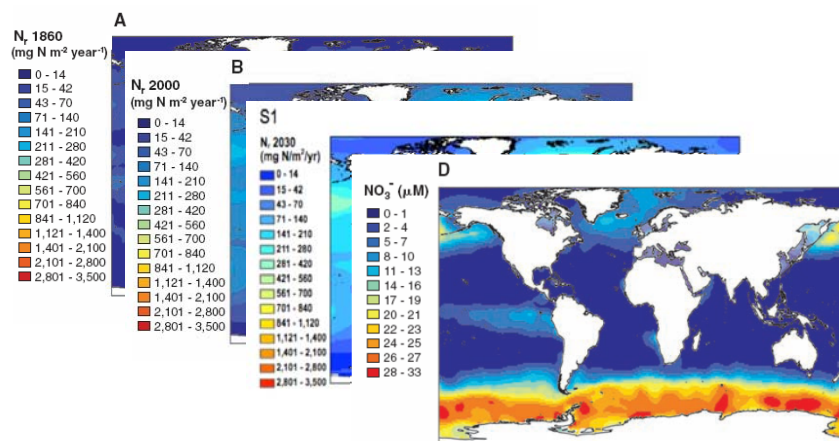 A
N_r 1860
(mg N m⁻² year⁻¹)
0 - 14
15 - 42
43 - 70
71 - 140
141 - 210
211 - 280
281 - 420
421 - 560
561 - 700
701 - 840
841 - 1,120
1,121 - 1,400
1,401 - 2,100
2,101 - 2,800
2,801 - 3,500
B
N_r 2000
(mg N m⁻² year⁻¹)
0 - 14
15 - 42
43 - 70
71 - 140
141 - 210
211 - 280
281 - 420
421 - 560
561 - 700
701 - 840
841 - 1,120
1,121 - 1,400
1,401 - 2,100
2,101 - 2,800
2,801 - 3,500
S1
N_r 2030
(mg N/m²/yr)
0 - 14
15 - 42
43 - 70
71 - 140
141 - 210
211 - 280
281 - 420
421 - 560
561 - 700
701 - 840
841 - 1,120
1,121 - 1,400
1,401 - 2,100
2,101 - 2,800
2,801 - 3,500
D
NO₃⁻ (μM)
0 - 1
2 - 4
5 - 7
8 - 10
11 - 13
14 - 16
17 - 19
20 - 21
22 - 23
24 - 25
26 - 27
28 - 33